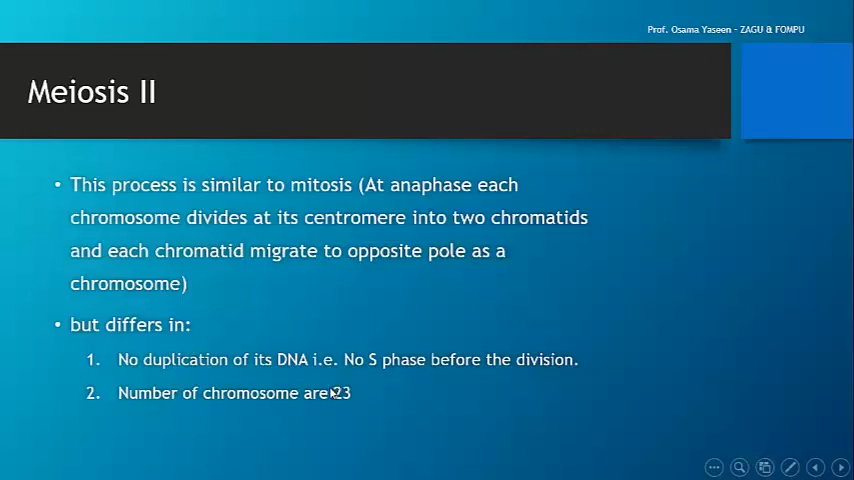 Prof. Osama Yaseen - ZAGU & FOMPU
Meiosis II
• This process is similar to mitosis (At anaphase each
chromosome divides at its centromere into two chromatids
and each chromatid migrate to opposite pole as a
chromosome)
• but differs in:
1. No duplication of its DNA i.e. No S phase before the division.
2. Number of chromosome are 23